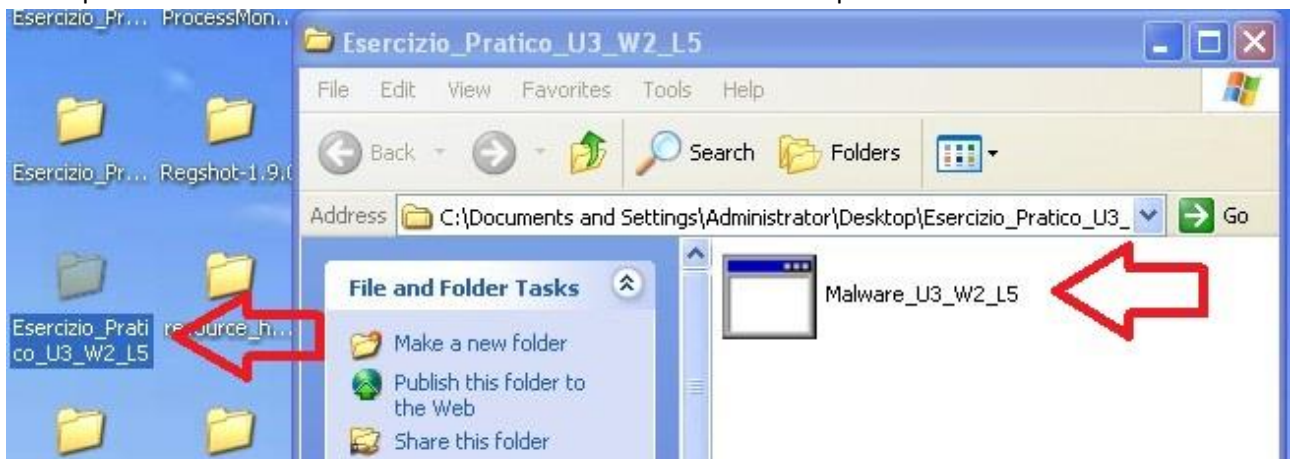 Esercizio_Pr... ProcessMon...
Esercizio_Pr... Regshot-1.9.
Esercizio_Prati
co_U3_W2_L5
Esercizio_Pratico_U3_W2_L5
File Edit View Favorites Tools Help
Back Search Folders
Address C:\Documents and Settings\Administrator\Desktop\Esercizio_Pratico_U3_ Go
File and Folder Tasks
Make a new folder
Publish this folder to
the Web
Share this folder
Malware_U3_W2_L5